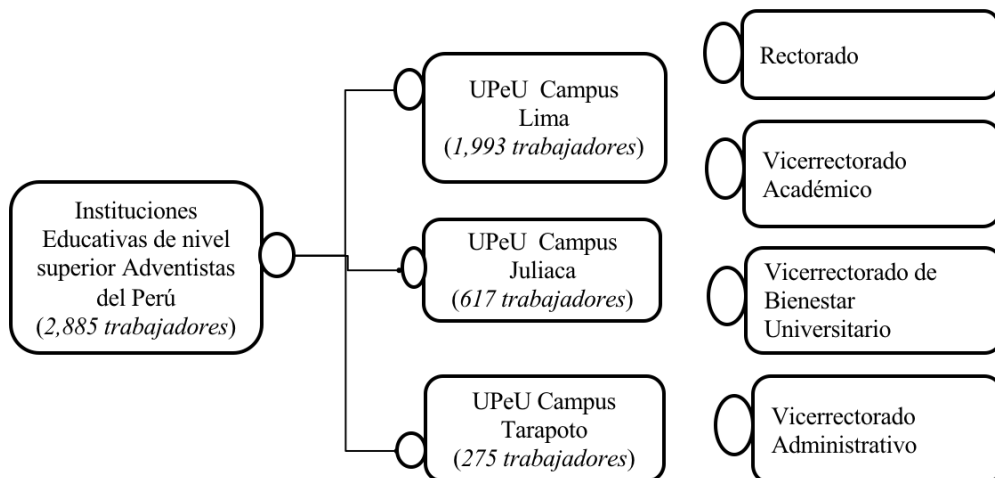 Instituciones
Educativas de nivel
superior Adventistas
del Perú
(2,885 trabajadores)
UPeU Campus
Lima
(1,993 trabajadores)
UPeU Campus
Juliaca
(617 trabajadores)
UPeU Campus
Tarapoto
(275 trabajadores)
Rectorado
Vicerrectorado
Académico
Vicerrectorado de
Bienestar
Universitario
Vicerrectorado
Administrativo